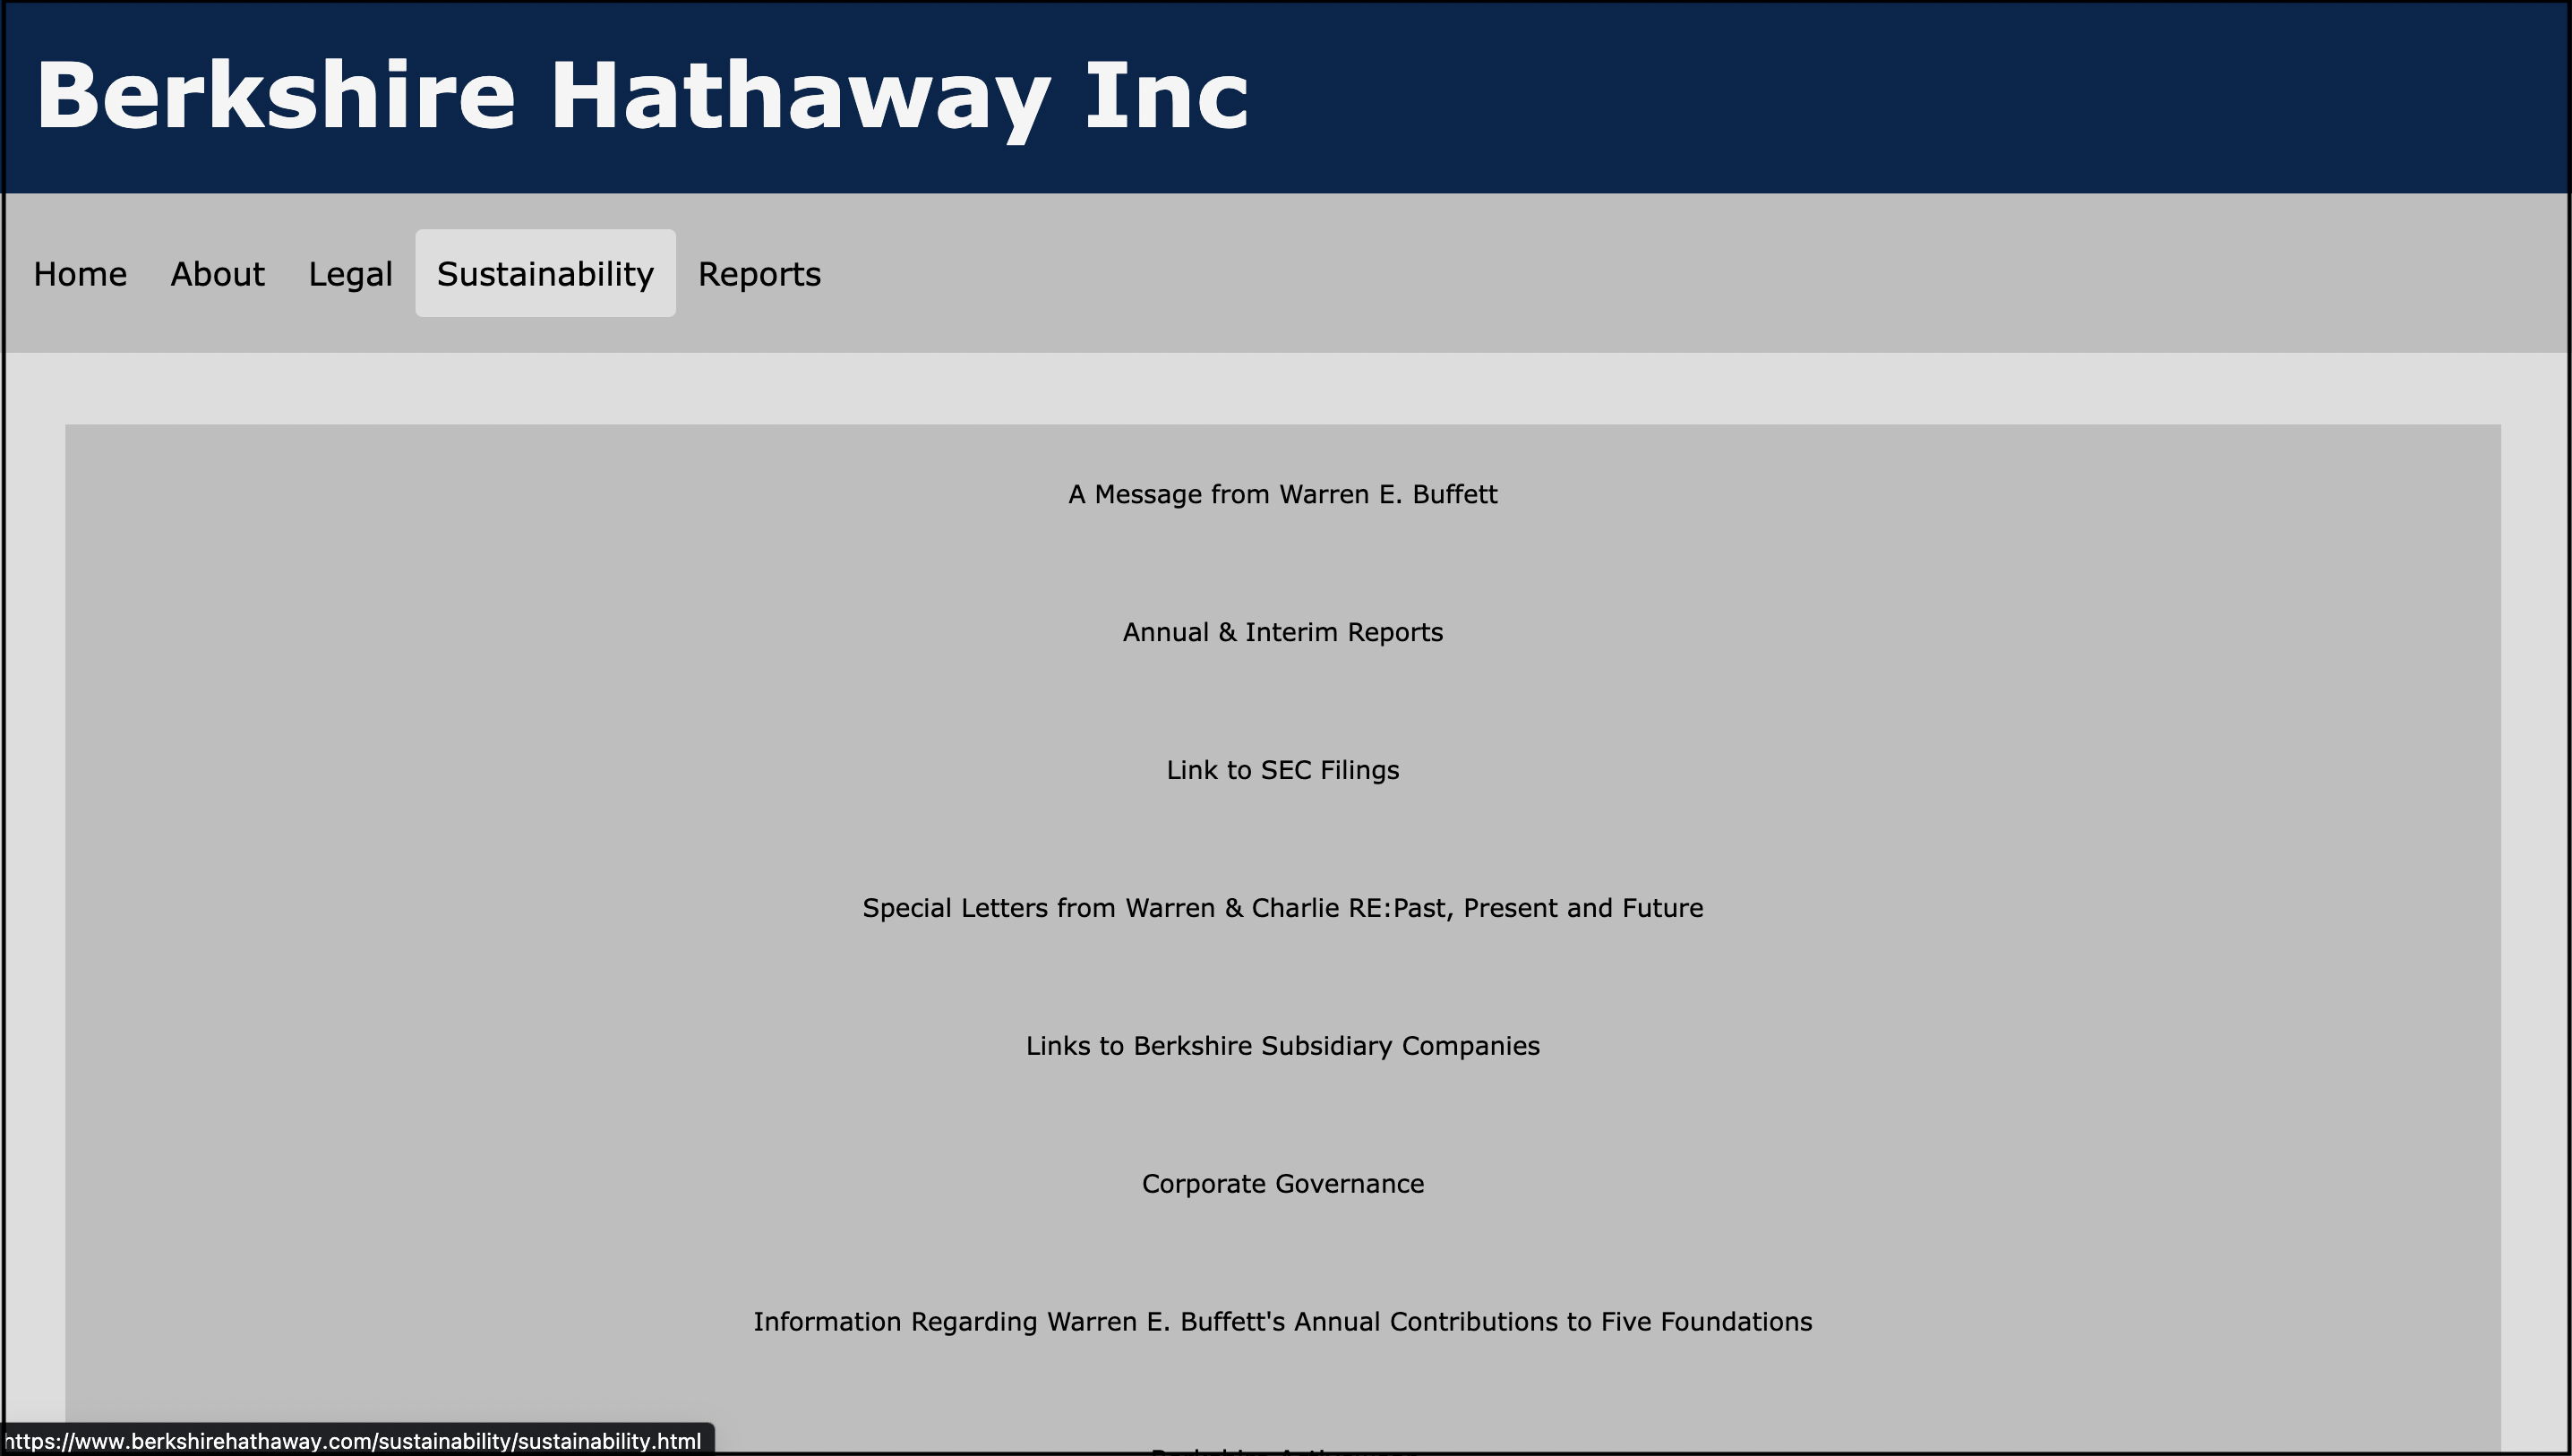 Berkshire Hathaway Inc
Home About Legal Sustainability Reports
A Message from Warren E. Buffett
Annual & Interim Reports
Link to SEC Filings
Special Letters from Warren & Charlie RE:Past, Present and Future
Links to Berkshire Subsidiary Companies
Corporate Governance
Information Regarding Warren E. Buffett's Annual Contributions to Five Foundations
https://www.berkshirehathaway.com/sustainability/sustainability.html